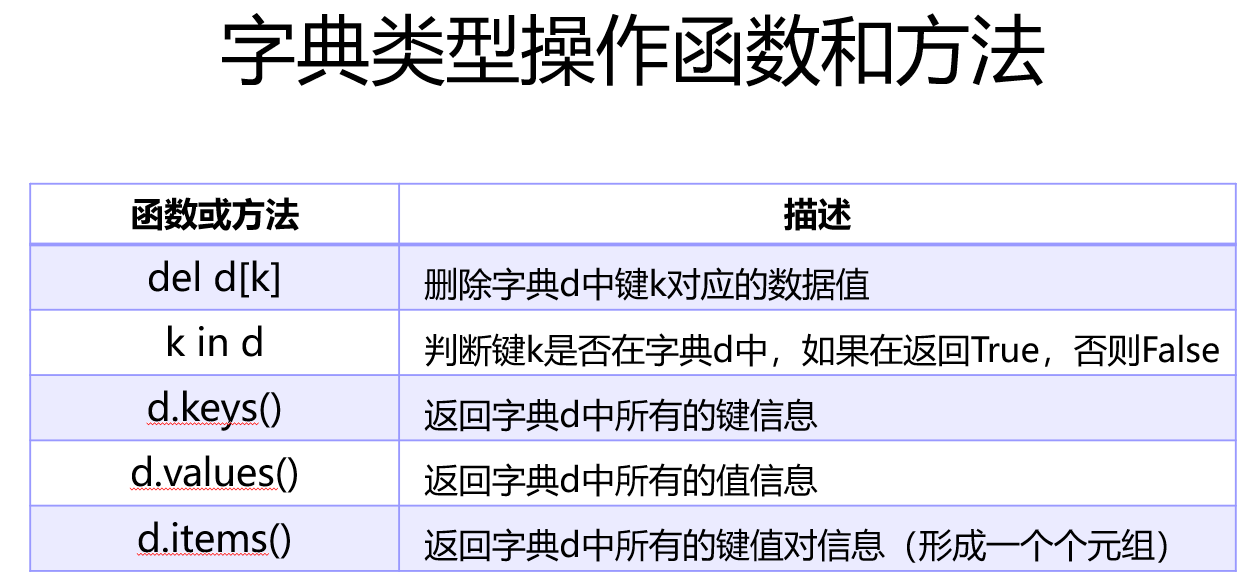 字典类型操作函数和方法
函数或方法 描述
del d[k] 删除字典d中键k对应的数据值
k in d 判断键k是否在字典d中，如果在返回True，否则False
d.keys() 返回字典d中所有的键信息
d.values() 返回字典d中所有的值信息
d.items() 返回字典d中所有的键值对信息（形成一个个元组）